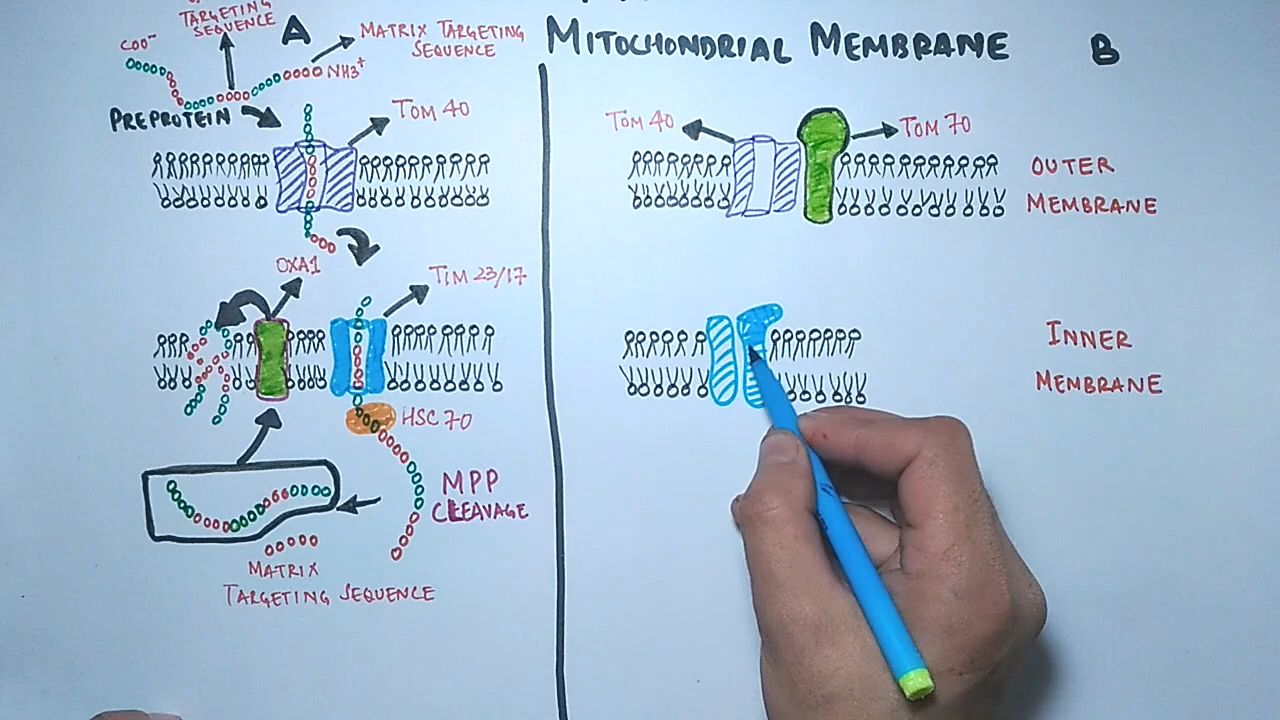 TARGETING
SEQUENCE
A
MATRIX TARGETING
SEQUENCE
COO⁻
NH3⁺
PREPROTEIN
TOM 40
OXA1
TIM 23/17
HSC 70
MPP
CLEAVAGE
MATRIX
TARGETING SEQUENCE
MITOCHONDRIAL MEMBRANE
B
TOM 40
TOM 70
OUTER
MEMBRANE
INNER
MEMBRANE